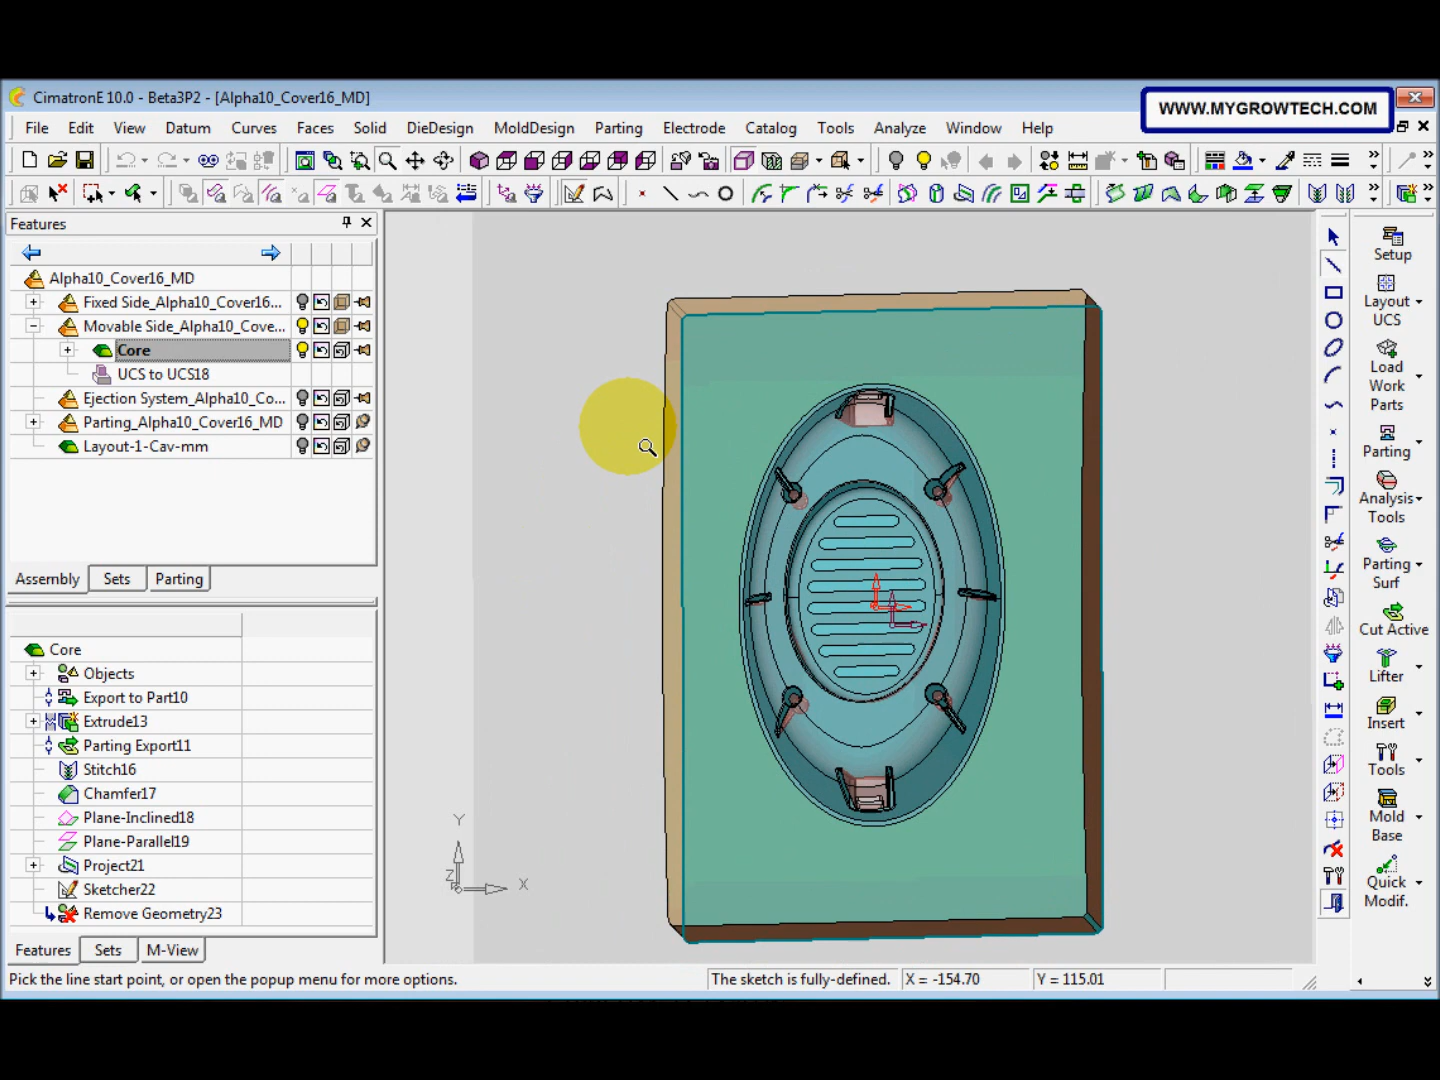 CimatronE 10.0 - Beta3P2 - [Alpha10_Cover16_MD]
WWW.MYGROWTECH.COM
File Edit View Datum Curves Faces Solid DieDesign MoldDesign Parting Electrode Catalog Tools Analyze Window Help
Features
Alpha10_Cover16_MD
Fixed Side_Alpha10_Cover16...
Movable Side_Alpha10_Cove...
Core
UCS to UCS18
Ejection System_Alpha10_Co...
Parting_Alpha10_Cover16_MD
Layout-1-Cav-mm
Assembly Sets Parting
Core
Objects
Export to Part10
Extrude13
Parting Export11
Stitch16
Chamfer17
Plane-Inclined18
Plane-Parallel19
Project21
Sketcher22
Remove Geometry23
Features Sets M-View
Y
Z
X
Setup
Layout
UCS
Load
Work
Parts
Parting
Analysis
Tools
Parting
Surf
Cut Active
Lifter
Insert
Tools
Mold
Base
Quick
Modif.
Pick the line start point, or open the popup menu for more options.
The sketch is fully-defined.
X = -154.70
Y = 115.01